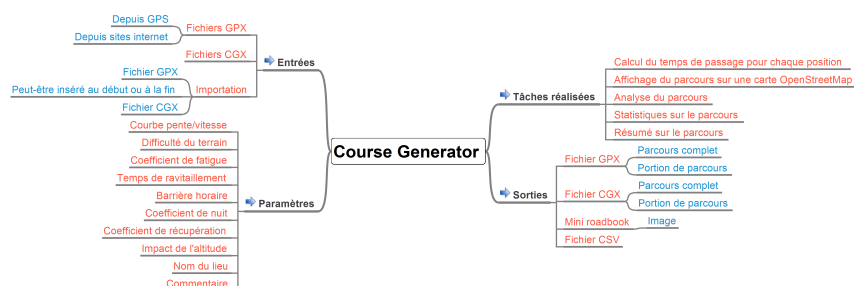 Depuis GPS
Depuis sites internet
Fichiers GPX
Fichiers CGX
Entrées
Fichier GPX
Peut-être inséré au début ou à la fin
Fichier CGX
Importation
Courbe pente/vitesse
Difficulté du terrain
Coefficient de fatigue
Temps de ravitaillement
Barrière horaire
Coefficient de nuit
Coefficient de récupération
Impact de l'altitude
Nom du lieu
Commentaire
Paramètres
Course Generator
Tâches réalisées
Calcul du temps de passage pour chaque position
Affichage du parcours sur une carte OpenStreetMap
Analyse du parcours
Statistiques sur le parcours
Résumé sur le parcours
Sorties
Fichier GPX
Parcours complet
Portion de parcours
Fichier CGX
Parcours complet
Portion de parcours
Mini roadbook
Image
Fichier CSV